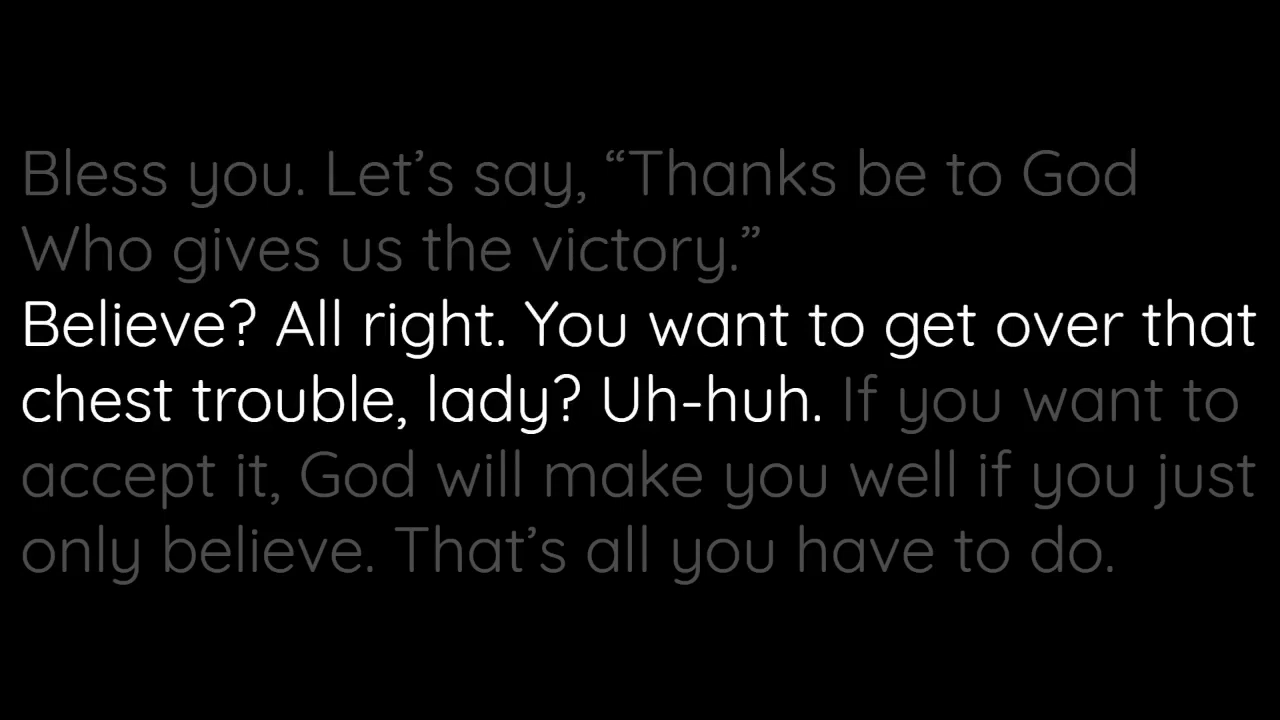 Bless you. Let’s say, “Thanks be to God
Who gives us the victory.”
Believe? All right. You want to get over that
chest trouble, lady? Uh-huh. If you want to
accept it, God will make you well if you just
only believe. That’s all you have to do.